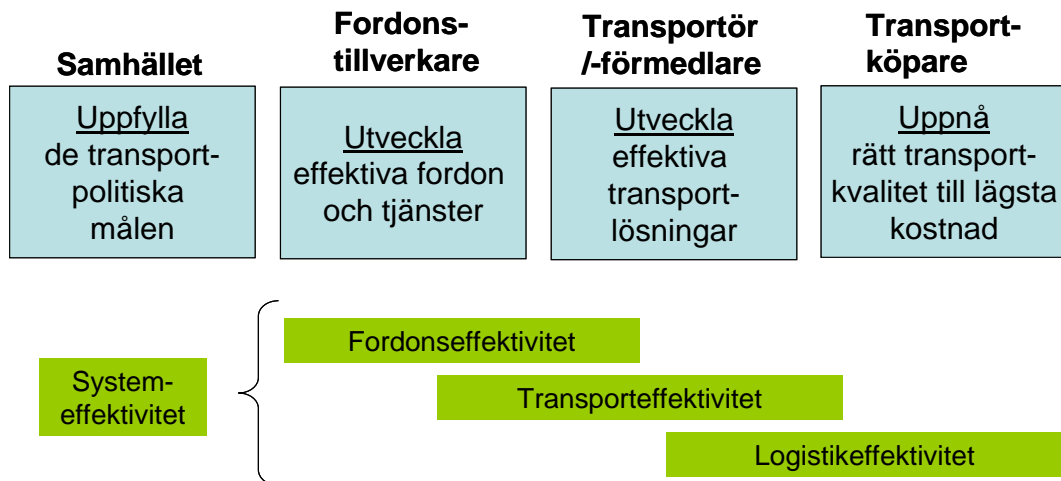 Samhället
Fordons-
tillverkare
Transportör
/-förmedlare
Transport-
köpare
Uppfylla
de transport-
politiska
målen
Utveckla
effektiva fordon
och tjänster
Utveckla
effektiva
transport-
lösningar
Uppnå
rätt transport-
kvalitet till lägsta
kostnad
System-
effektivitet
Fordonseffektivitet
Transporteffektivitet
Logistikeffektivitet